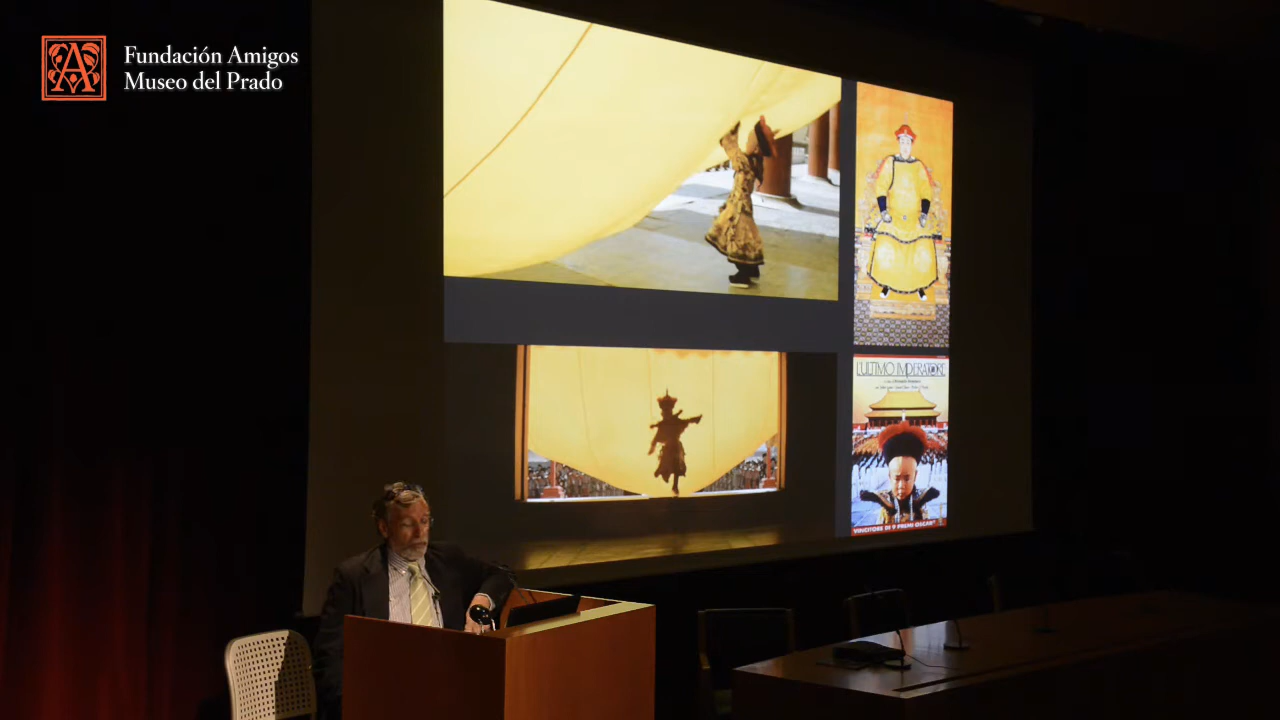 Fundación Amigos
Museo del Prado
L'ULTIMO IMPERATORE
VINCITORE DI 9 PREMI OSCAR